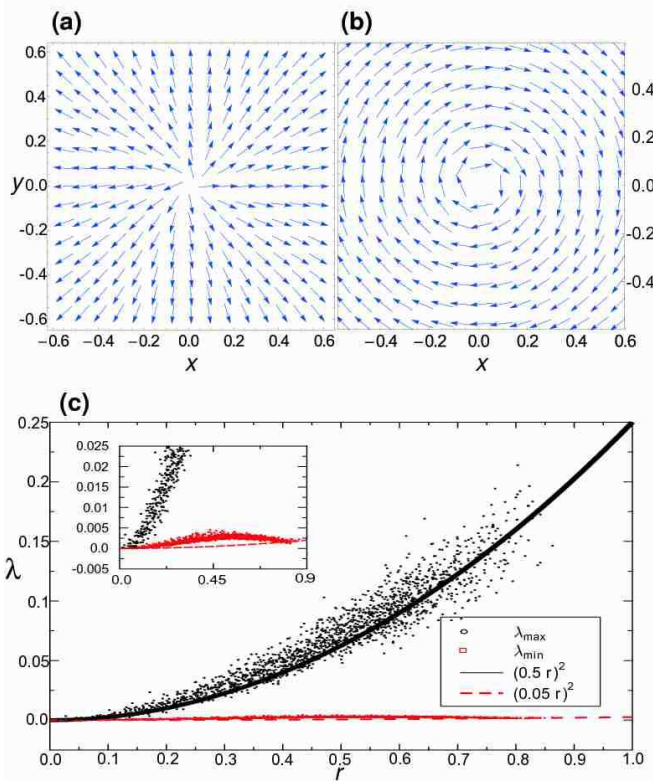 (a) (b)
0.6
0.4 0.4
0.2 0.2
y 0.0 0.0
-0.2 -0.2
-0.4 -0.4
-0.6
-0.6 -0.4 -0.2 0.0 0.2 0.4 0.6 -0.4 -0.2 0.0 0.2 0.4 0.6
x x
(c)
0.25
0.025
0.020
0.2
0.015
0.010
0.15
0.005
0.0
-0.005
0.0 0.45 0.9
λ
0.1
λmax
0.05
λmin
(0.5 r)²
(0.05 r)²
0.0
0.0 0.1 0.2 0.3 0.4 0.5 0.6 0.7 0.8 0.9 1.0
r